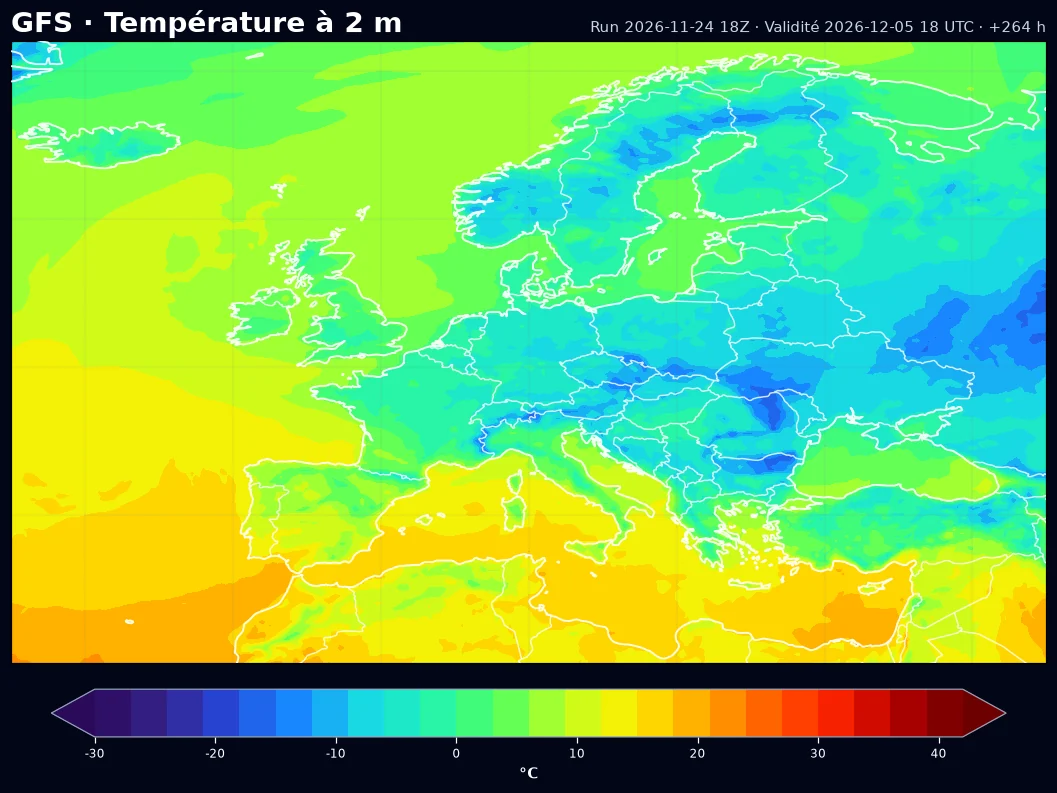 GFS · Température à 2 m
Run 2026-11-24 18Z · Validité 2026-12-05 18 UTC · +264 h
-30 -20 -10 0 10 20 30 40
°C